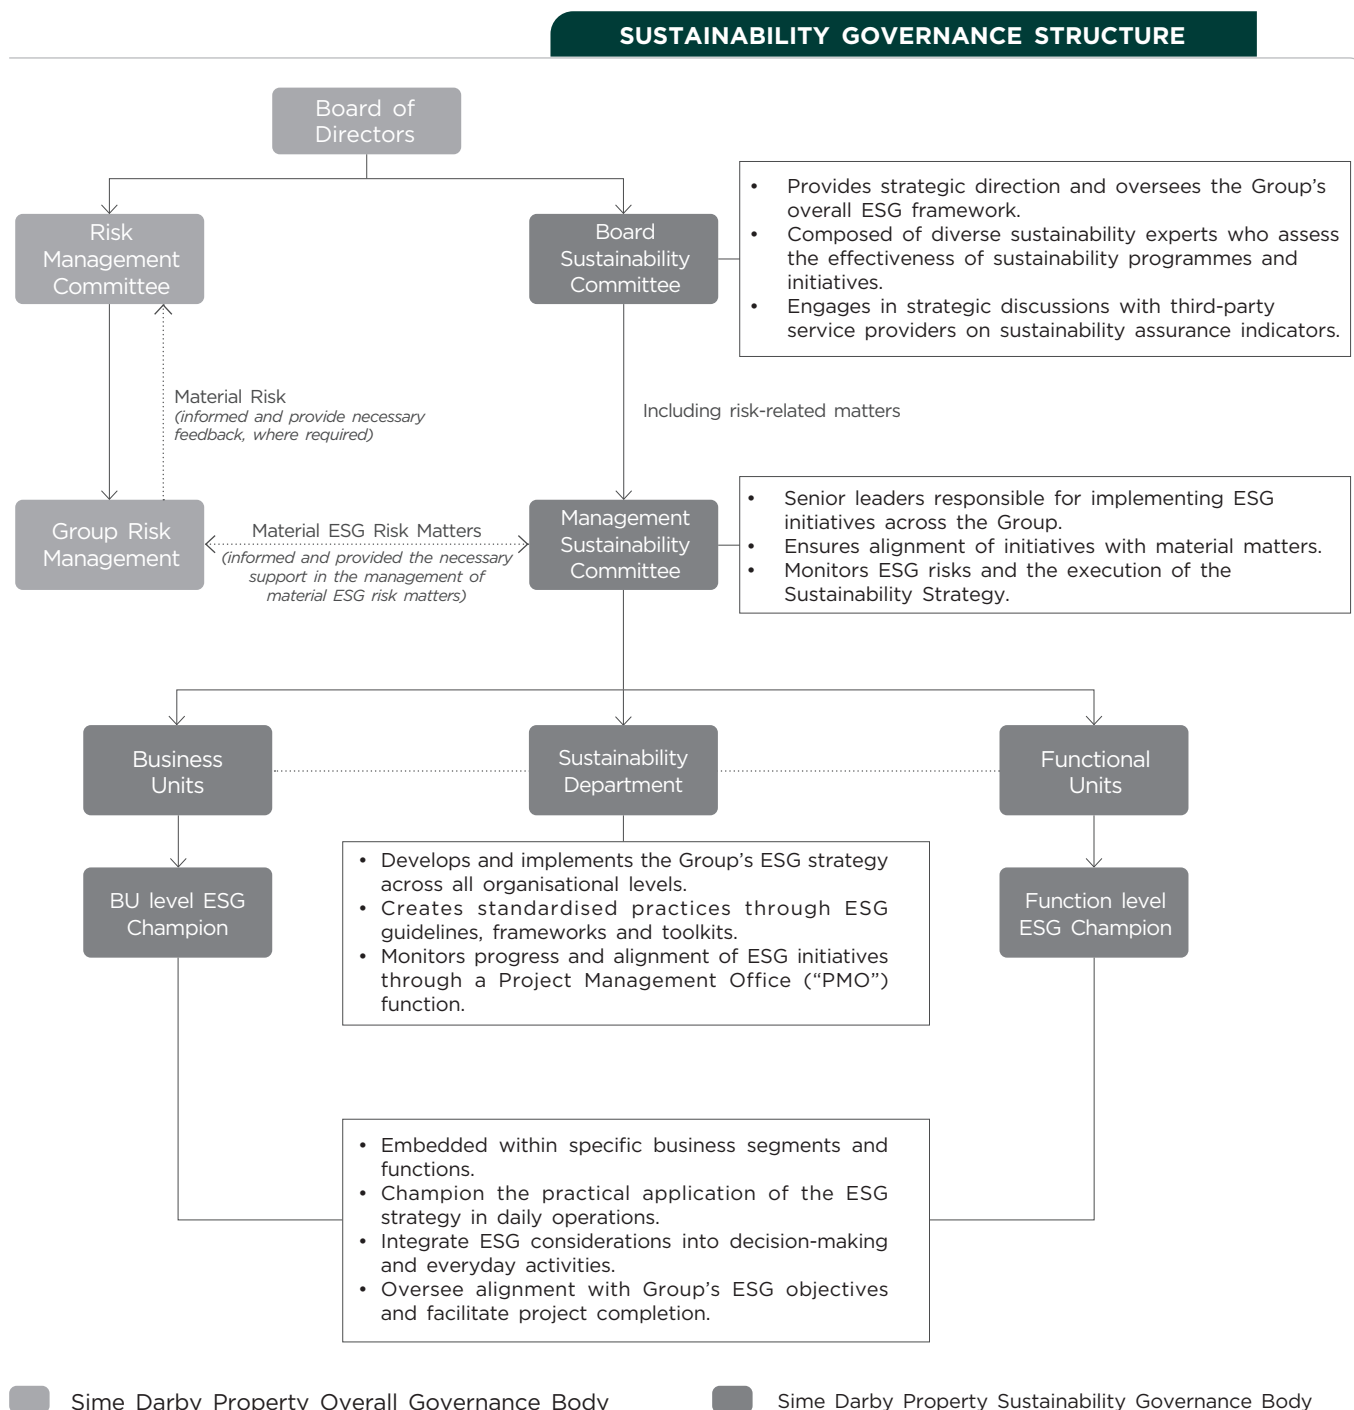 SUSTAINABILITY GOVERNANCE STRUCTURE
Board of
Directors
Risk
Management
Committee
Board
Sustainability
Committee
• Provides strategic direction and oversees the Group’s
overall ESG framework.
• Composed of diverse sustainability experts who assess
the effectiveness of sustainability programmes and
initiatives.
• Engages in strategic discussions with third-party
service providers on sustainability assurance indicators.
Material Risk
(informed and provide necessary
feedback, where required)
Including risk-related matters
Group Risk
Management
Material ESG Risk Matters
(informed and provided the necessary
support in the management of
material ESG risk matters)
Management
Sustainability
Committee
• Senior leaders responsible for implementing ESG
initiatives across the Group.
• Ensures alignment of initiatives with material matters.
• Monitors ESG risks and the execution of the
Sustainability Strategy.
Business
Units
Sustainability
Department
Functional
Units
BU level ESG
Champion
• Develops and implements the Group’s ESG strategy
across all organisational levels.
• Creates standardised practices through ESG
guidelines, frameworks and toolkits.
• Monitors progress and alignment of ESG initiatives
through a Project Management Office (“PMO”)
function.
Function level
ESG Champion
• Embedded within specific business segments and
functions.
• Champion the practical application of the ESG
strategy in daily operations.
• Integrate ESG considerations into decision-making
and everyday activities.
• Oversee alignment with Group’s ESG objectives
and facilitate project completion.
Sime Darby Property Overall Governance Body
Sime Darby Property Sustainability Governance Body